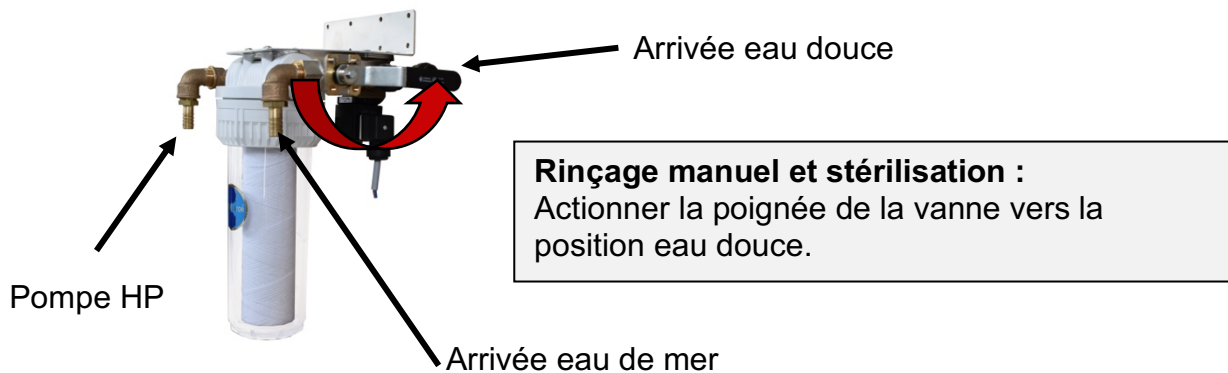 Arrivée eau douce
Rinçage manuel et stérilisation :
Actionner la poignée de la vanne vers la
position eau douce.
Pompe HP
Arrivée eau de mer